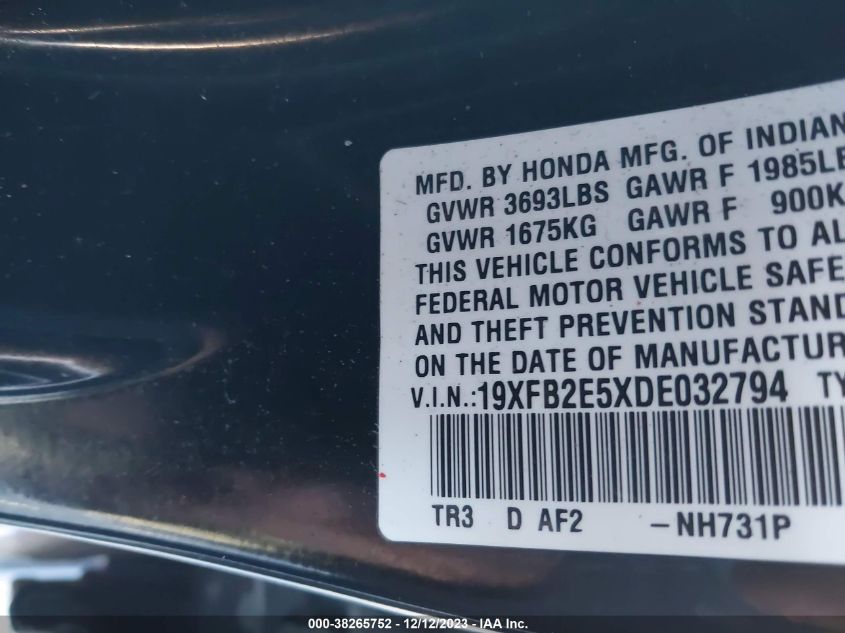 MFD. BY HONDA MFG. OF INDIAN
GVWR 3693LBS GAWR F 1985LB
GVWR 1675KG GAWR F 900K
THIS VEHICLE CONFORMS TO AL
FEDERAL MOTOR VEHICLE SAFE
AND THEFT PREVENTION STAND
ON THE DATE OF MANUFACTUR
V.I.N.:19XFB2E5XDE032794 TY
TR3 D AF2 -NH731P
000-38265752 - 12/12/2023 - Copyright © IAA, Inc.